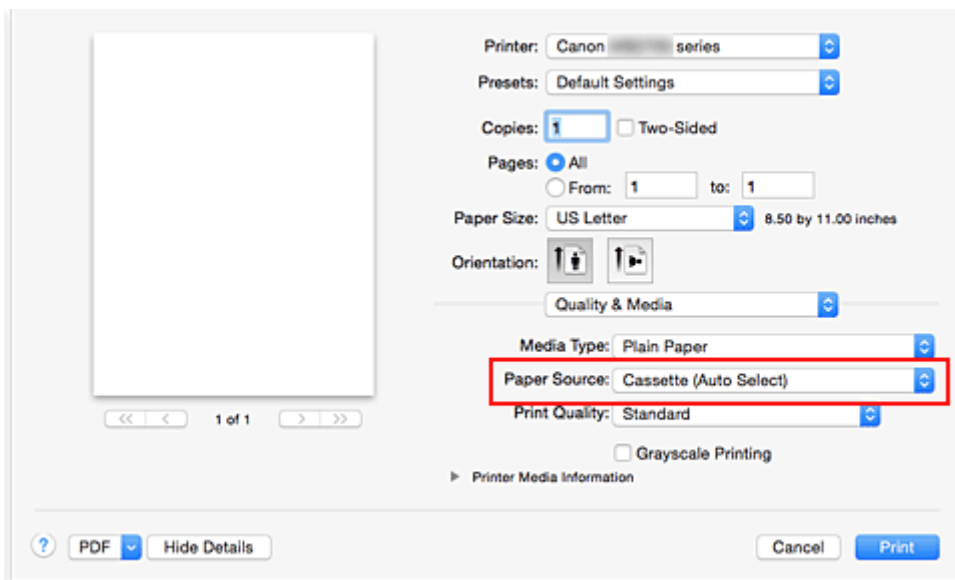 Printer: Canon series
Presets: Default Settings
Copies: 1 Two-Sided
Pages: All
From: 1 to: 1
Paper Size: US Letter 8.50 by 11.00 inches
Orientation:
Quality & Media
Media Type: Plain Paper
Paper Source: Cassette (Auto Select)
Print Quality: Standard
1 of 1
Grayscale Printing
Printer Media Information
? PDF Hide Details Cancel Print